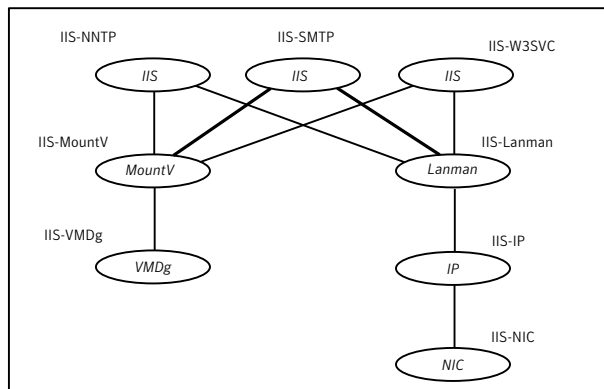 IIS-NNTP
IIS-SMTP
IIS-W3SVC
IIS
IIS
IIS
IIS-MountV
IIS-Lanman
MountV
Lanman
IIS-VMDg
IIS-IP
VMDg
IP
IIS-NIC
NIC